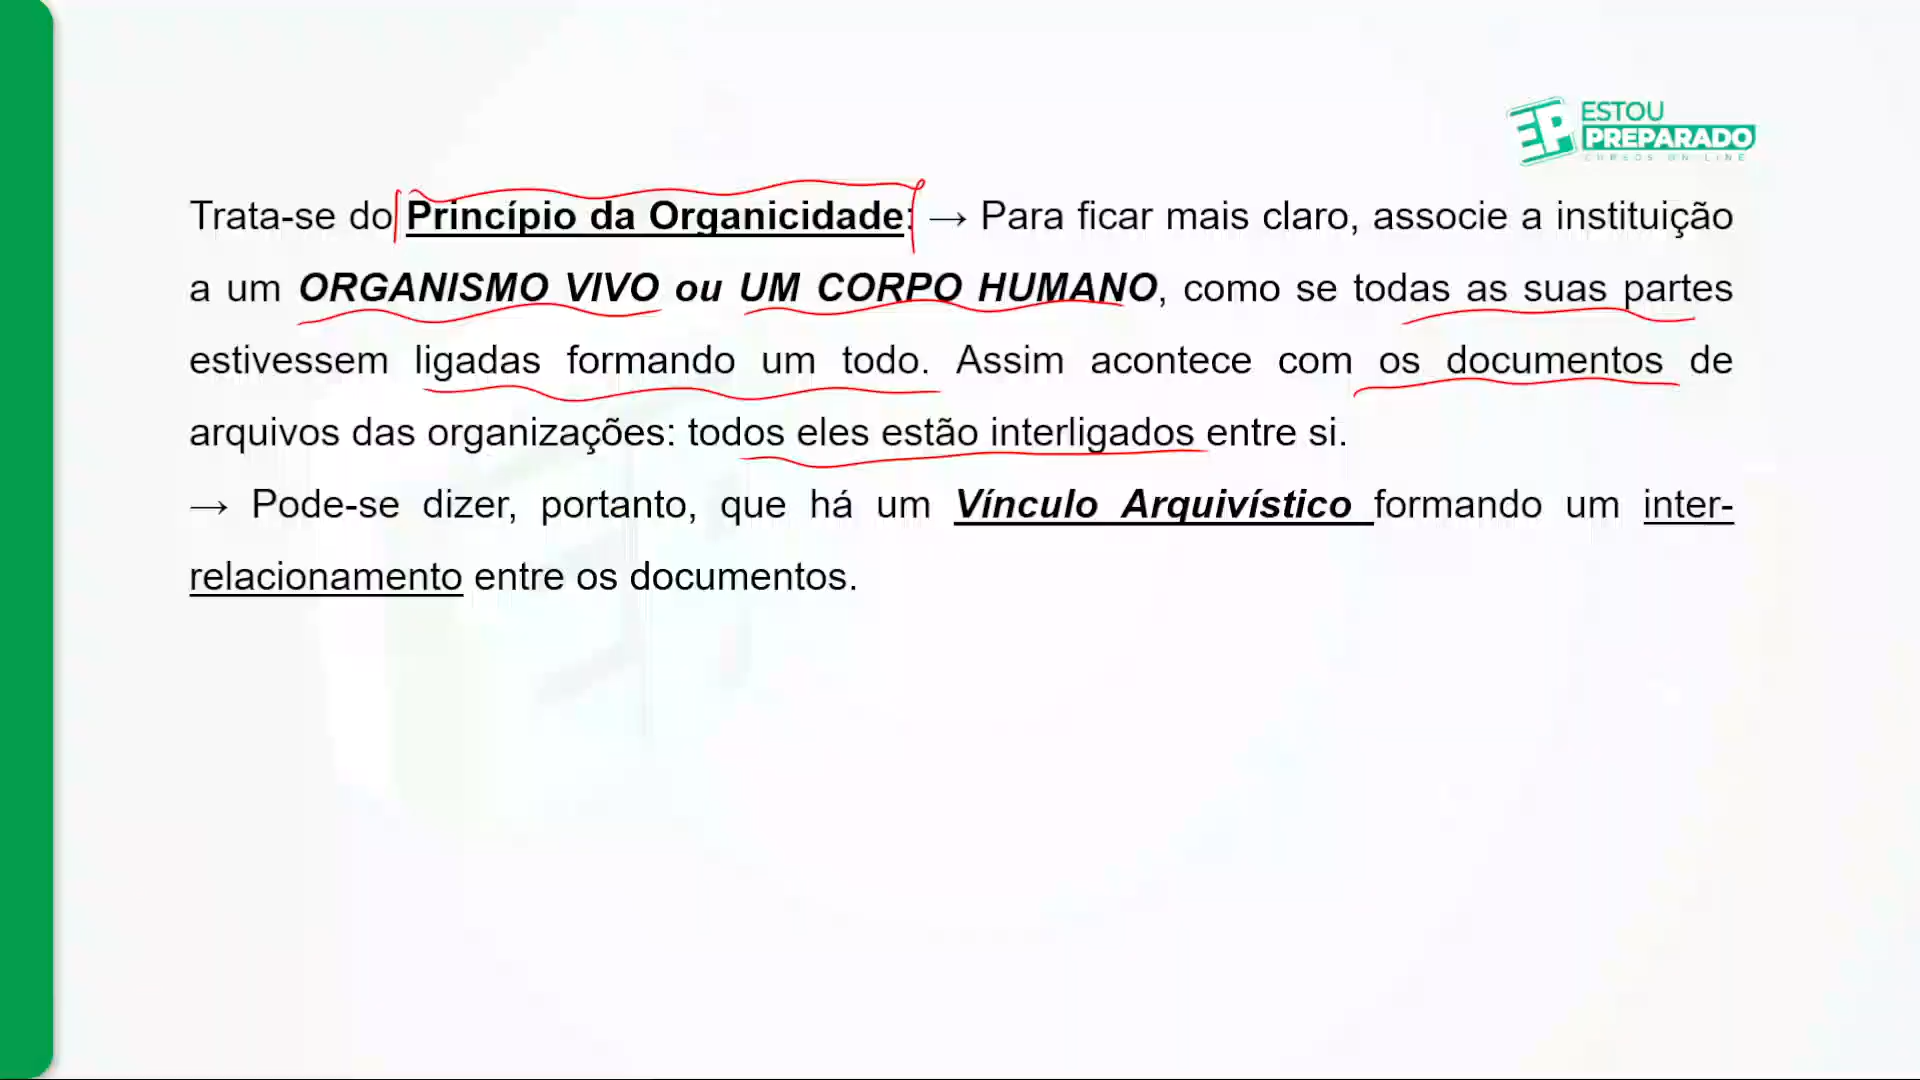 ESTOU
PREPARADO
CURSOS ON LINE
Trata-se do Princípio da Organicidade: → Para ficar mais claro, associe a instituição
a um ORGANISMO VIVO ou UM CORPO HUMANO, como se todas as suas partes
estivessem ligadas formando um todo. Assim acontece com os documentos de
arquivos das organizações: todos eles estão interligados entre si.
→ Pode-se dizer, portanto, que há um Vínculo Arquivístico formando um inter-
relacionamento entre os documentos.